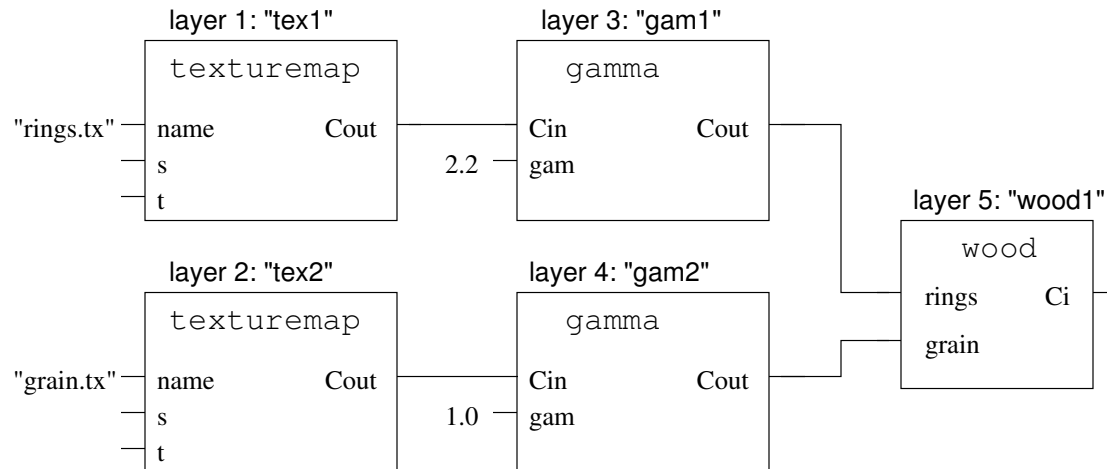 layer 1: "tex1"
layer 3: "gam1"
texturemap
gamma
"rings.tx" name Cout
Cin Cout
s
2.2 gam
t
layer 5: "wood1"
wood
rings Ci
grain
layer 2: "tex2"
layer 4: "gam2"
texturemap
gamma
"grain.tx" name Cout
Cin Cout
s
1.0 gam
t